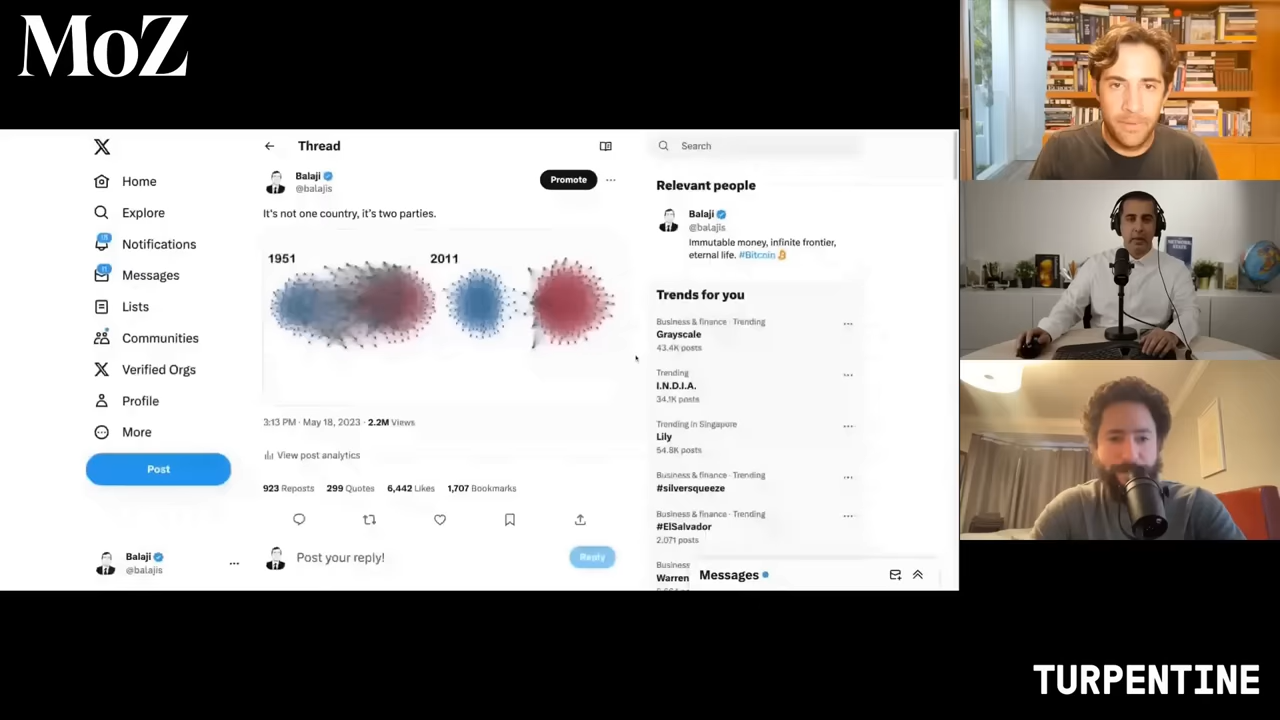 MoZ
Home
Explore
18
Notifications
11
Messages
Lists
Communities
Verified Orgs
Profile
More
Post
Balaji
@balajis
Thread
Balaji
@balajis
Promote
It's not one country, it's two parties.
1951
2011
3:13 PM · May 18, 2023 · 2.2M Views
View post analytics
923 Reposts 299 Quotes 6,442 Likes 1,707 Bookmarks
Post your reply!
Reply
Search
Relevant people
Balaji
@balajis
Immutable money, infinite frontier,
eternal life. #Bitcoin
Trends for you
Business & finance · Trending
Grayscale
43.4K posts
Trending
I.N.D.I.A.
34.1K posts
Trending in Singapore
Lily
54.8K posts
Business & finance · Trending
#silversqueeze
Business & finance · Trending
#ElSalvador
2,071 posts
Business
Warren
Messages
NETWORK
STATE
TURPENTINE